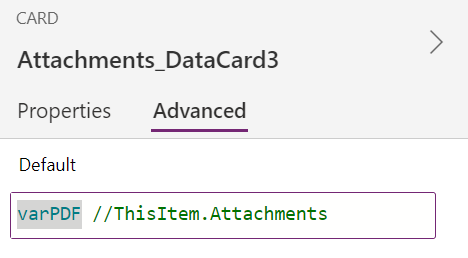 CARD
Attachments_DataCard3
Properties Advanced
Default
varPDF //ThisItem.Attachments